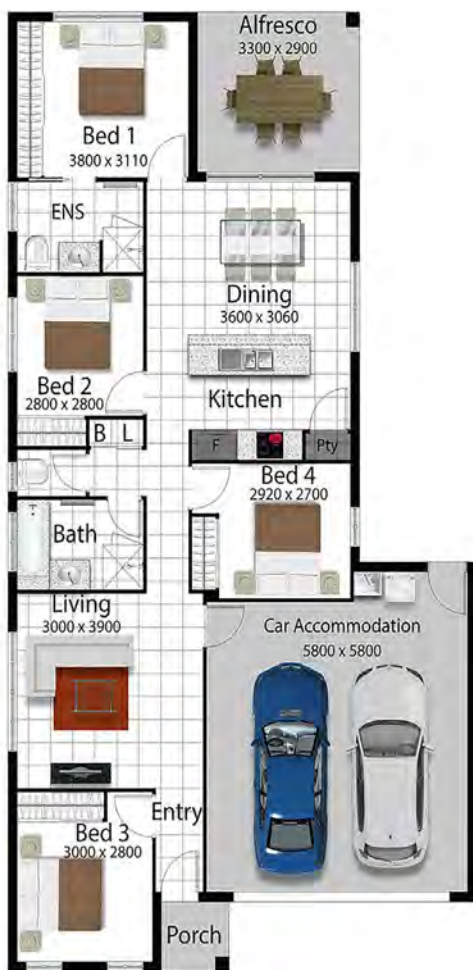 Alfresco
3300 x 2900
Bed 1
3800 x 3110
ENS
Dining
3600 x 3060
Bed 2
2800 x 2800
Kitchen
B L
F
Pty
Bed 4
2920 x 2700
Bath
Living
3000 x 3900
Car Accommodation
5800 x 5800
Entry
Bed 3
3000 x 2800
Porch